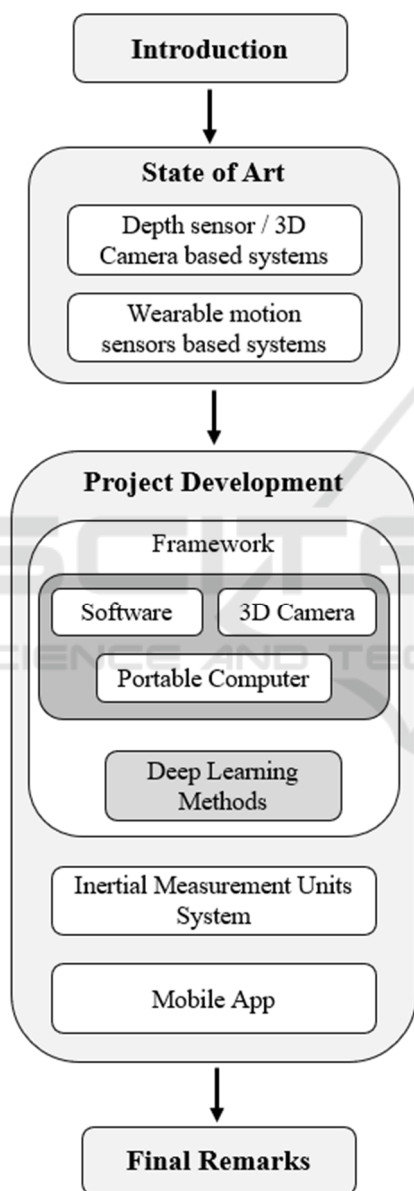 Introduction
State of Art
Depth sensor / 3D
Camera based systems
Wearable motion
sensors based systems
Project Development
Framework
Software
3D Camera
Portable Computer
Deep Learning
Methods
Inertial Measurement Units
System
Mobile App
Final Remarks